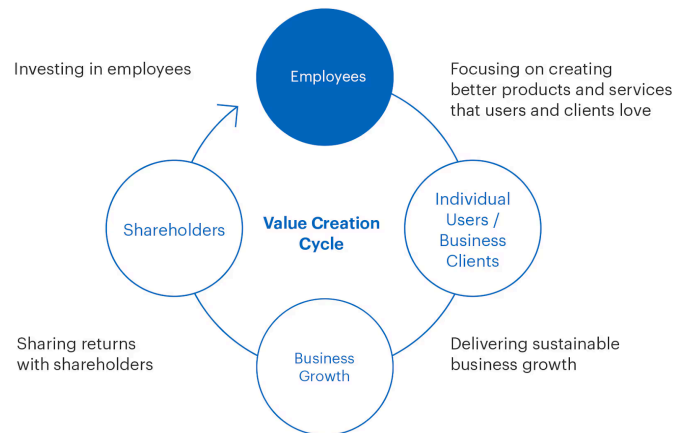 Employees
Investing in employees
Focusing on creating
better products and services
that users and clients love
Shareholders
Value Creation
Cycle
Individual
Users /
Business
Clients
Sharing returns
with shareholders
Business
Growth
Delivering sustainable
business growth